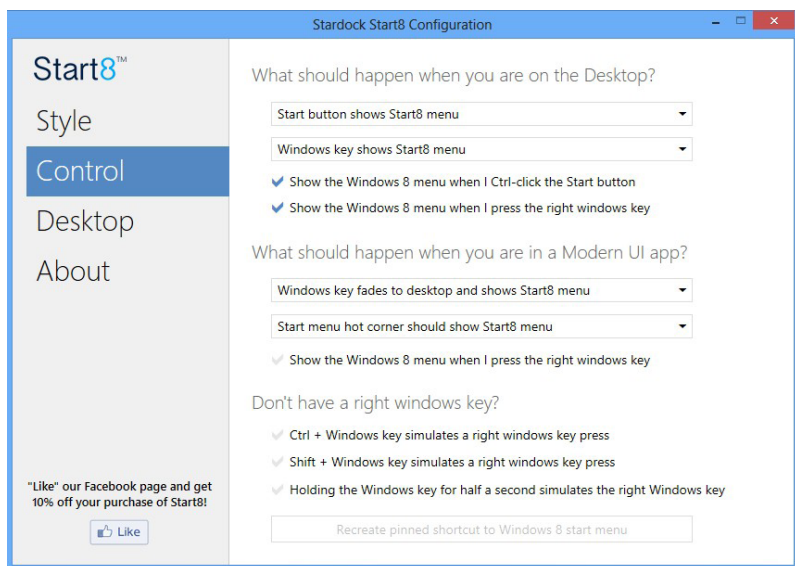 Stardock Start8 Configuration
Start8™
Style
Control
Desktop
About
"Like" our Facebook page and get
10% off your purchase of Start8!
Like
What should happen when you are on the Desktop?
Start button shows Start8 menu
Windows key shows Start8 menu
Show the Windows 8 menu when I Ctrl-click the Start button
Show the Windows 8 menu when I press the right windows key
What should happen when you are in a Modern UI app?
Windows key fades to desktop and shows Start8 menu
Start menu hot corner should show Start8 menu
Show the Windows 8 menu when I press the right windows key
Don't have a right windows key?
Ctrl + Windows key simulates a right windows key press
Shift + Windows key simulates a right windows key press
Holding the Windows key for half a second simulates the right Windows key
Recreate pinned shortcut to Windows 8 start menu